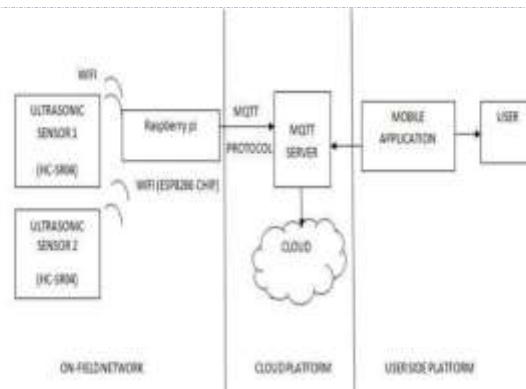 WIFI
ULTRASONIC
SENSOR 1
(HC-SR04)
Raspberry pi
MQTT
PROTOCOL
MQTT
SERVER
MOBILE
APPLICATION
USER
WIFI (ESP8266 CHIP)
ULTRASONIC
SENSOR 2
(HC-SR04)
CLOUD
ON-FIELD NETWORK
CLOUD PLATFORM
USER SIDE PLATFORM